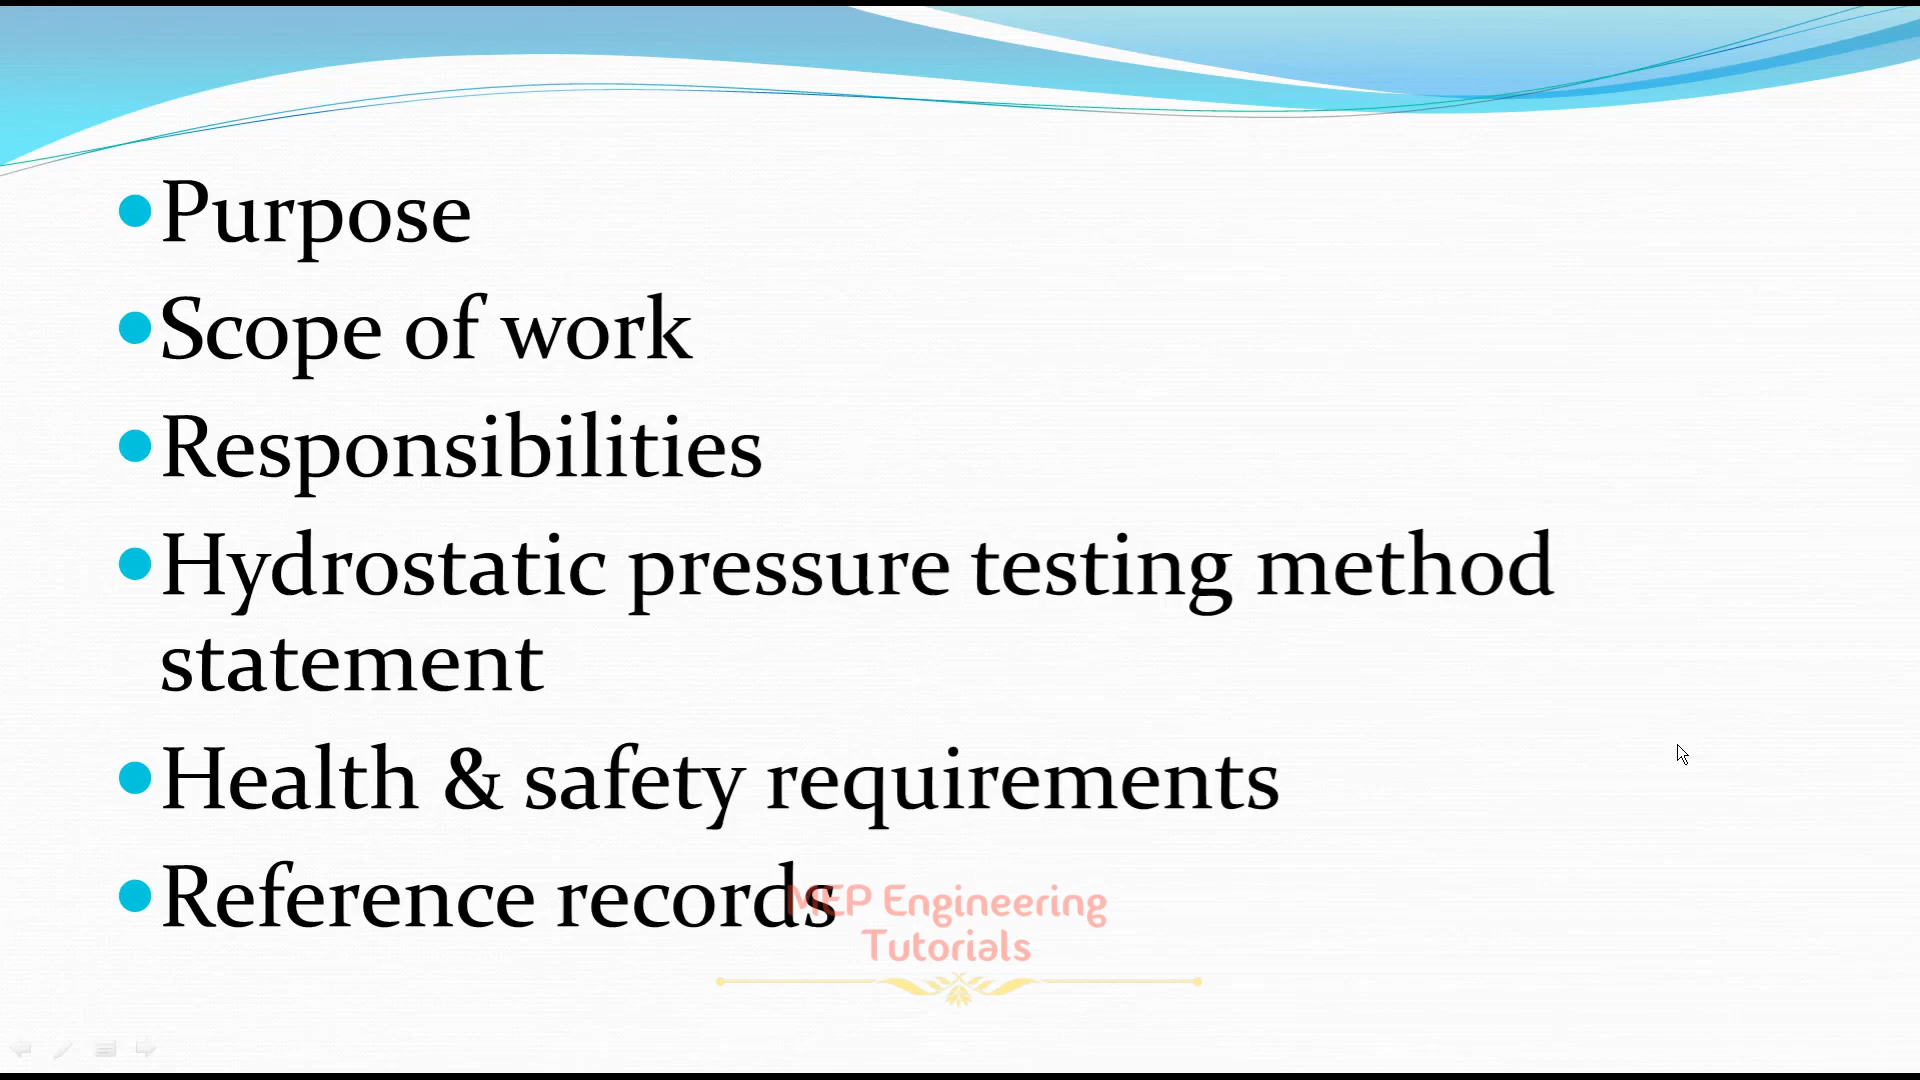 Purpose
Scope of work
Responsibilities
Hydrostatic pressure testing method
statement
Health & safety requirements
Reference records
MEP Engineering
Tutorials